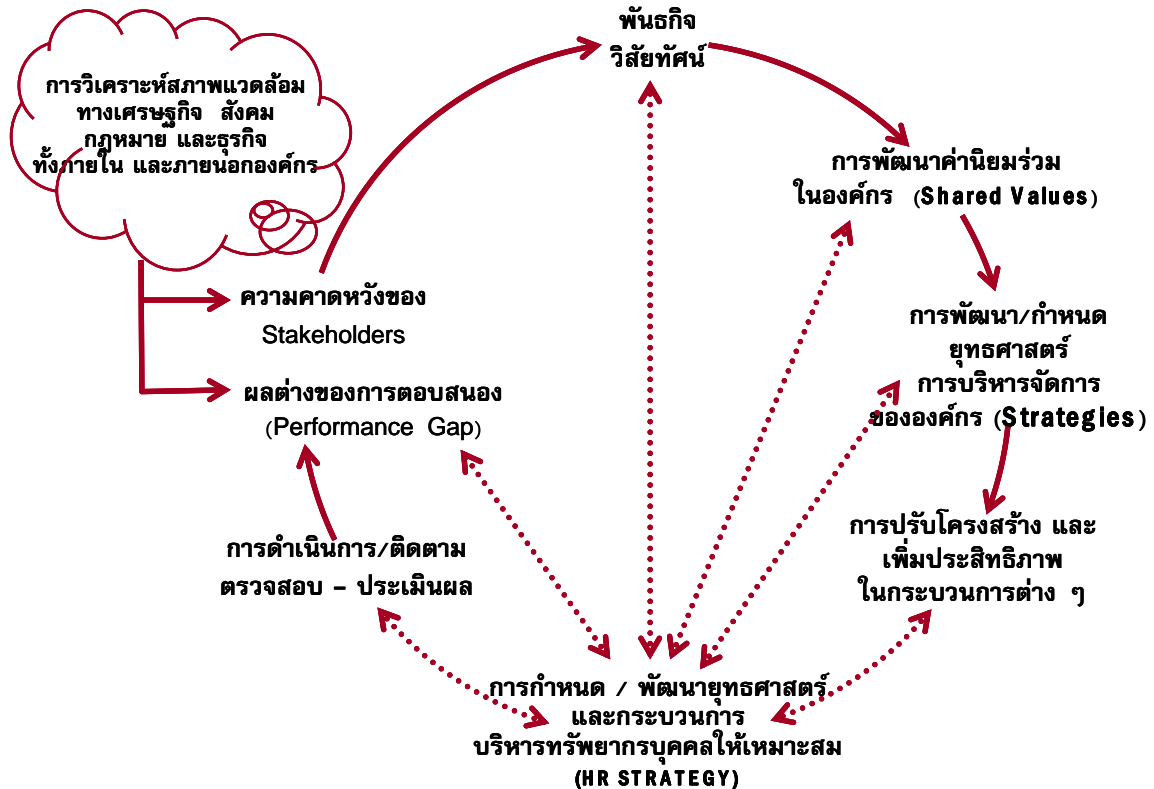 การวิเคราะห์สภาพแวดล้อม
ทางเศรษฐกิจ สังคม
กฎหมาย และธุรกิจ
ทั้งภายใน และภายนอกองค์กร
พันธกิจ
วิสัยทัศน์
การพัฒนาค่านิยมร่วม
ในองค์กร (Shared Values)
การพัฒนา/กำหนด
ยุทธศาสตร์
การบริหารจัดการ
ขององค์กร (Strategies)
การปรับโครงสร้าง และ
เพิ่มประสิทธิภาพ
ในกระบวนการต่าง ๆ
การกำหนด / พัฒนายุทธศาสตร์
และกระบวนการ
บริหารทรัพยากรบุคคลให้เหมาะสม
(HR STRATEGY)
การดำเนินการ/ติดตาม
ตรวจสอบ – ประเมินผล
ผลต่างของการตอบสนอง
(Performance Gap)
ความคาดหวังของ
Stakeholders